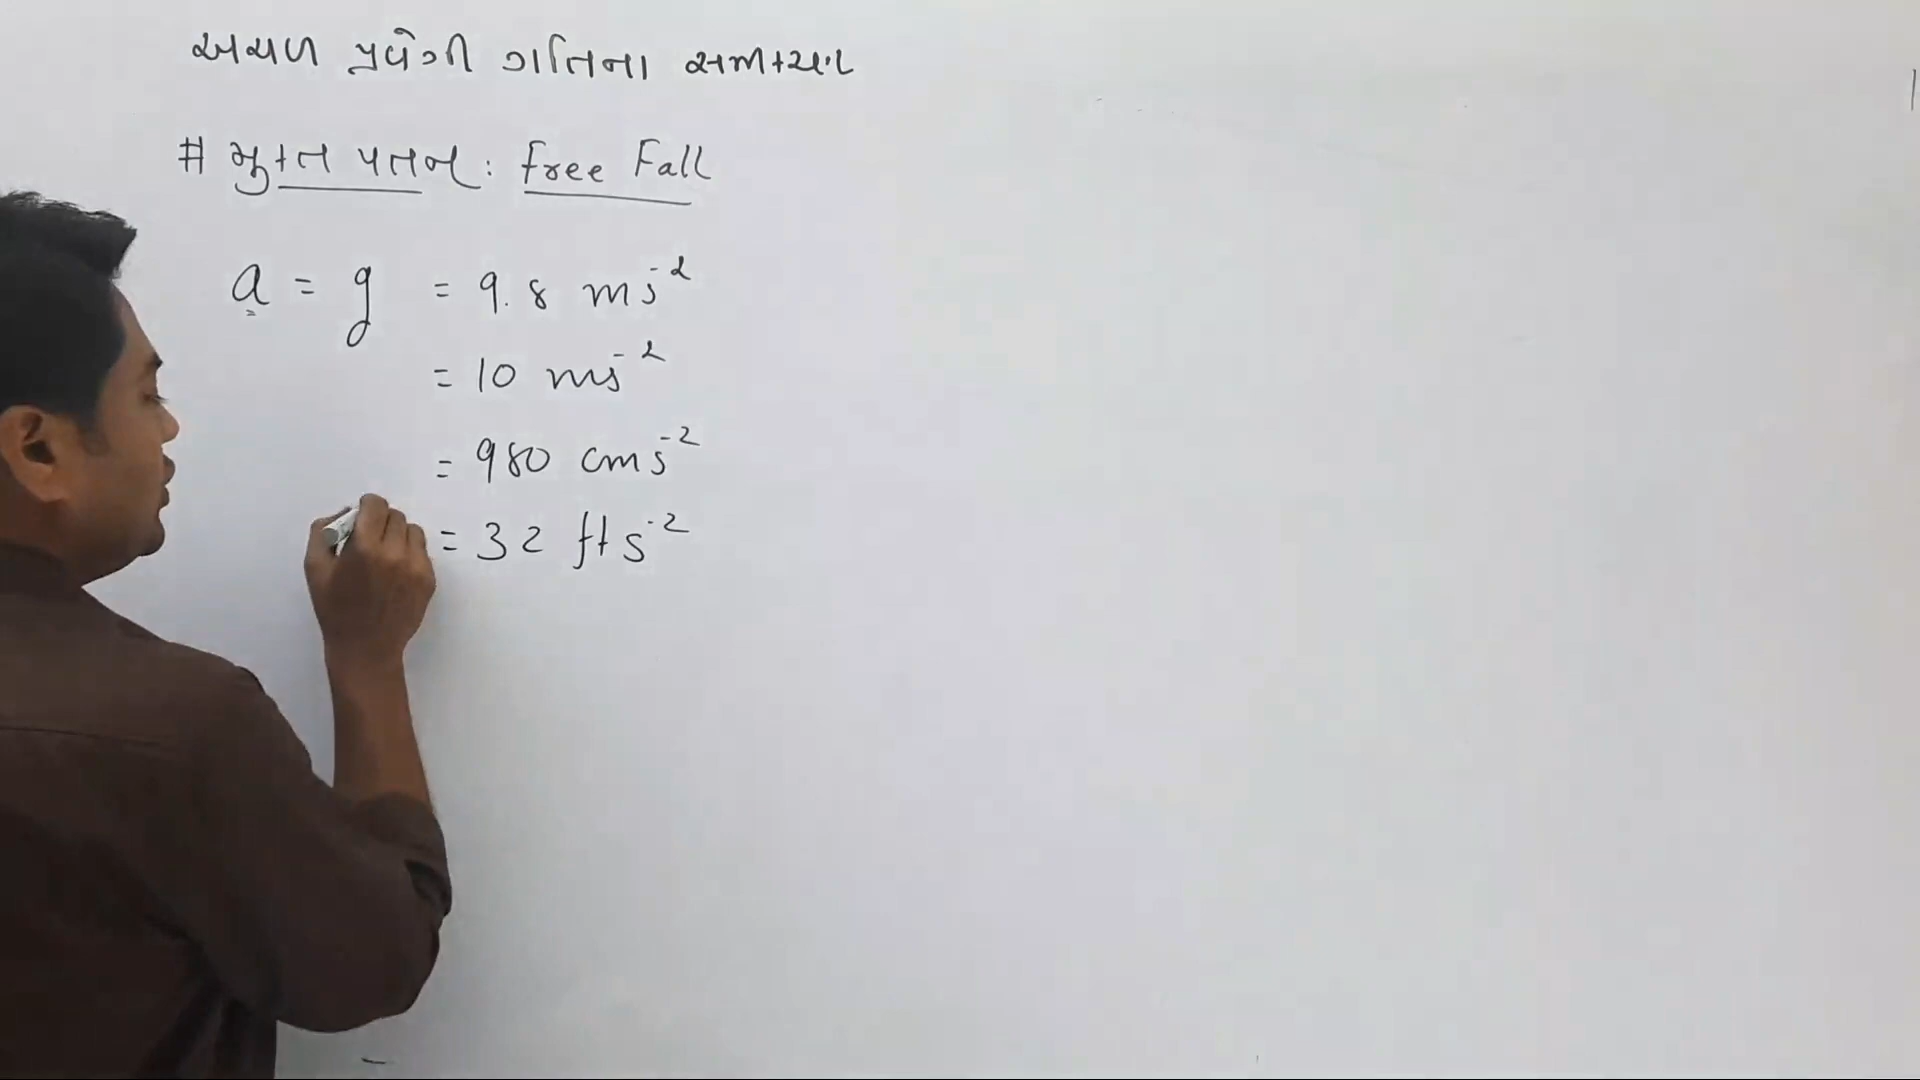 અચળ પ્રવેગી ગતિના સમીકરણ
# મુક્ત પતન : free Fall
a = g = 9.8 ms⁻²
= 10 ms⁻²
= 980 cms⁻²
= 32 fts⁻²